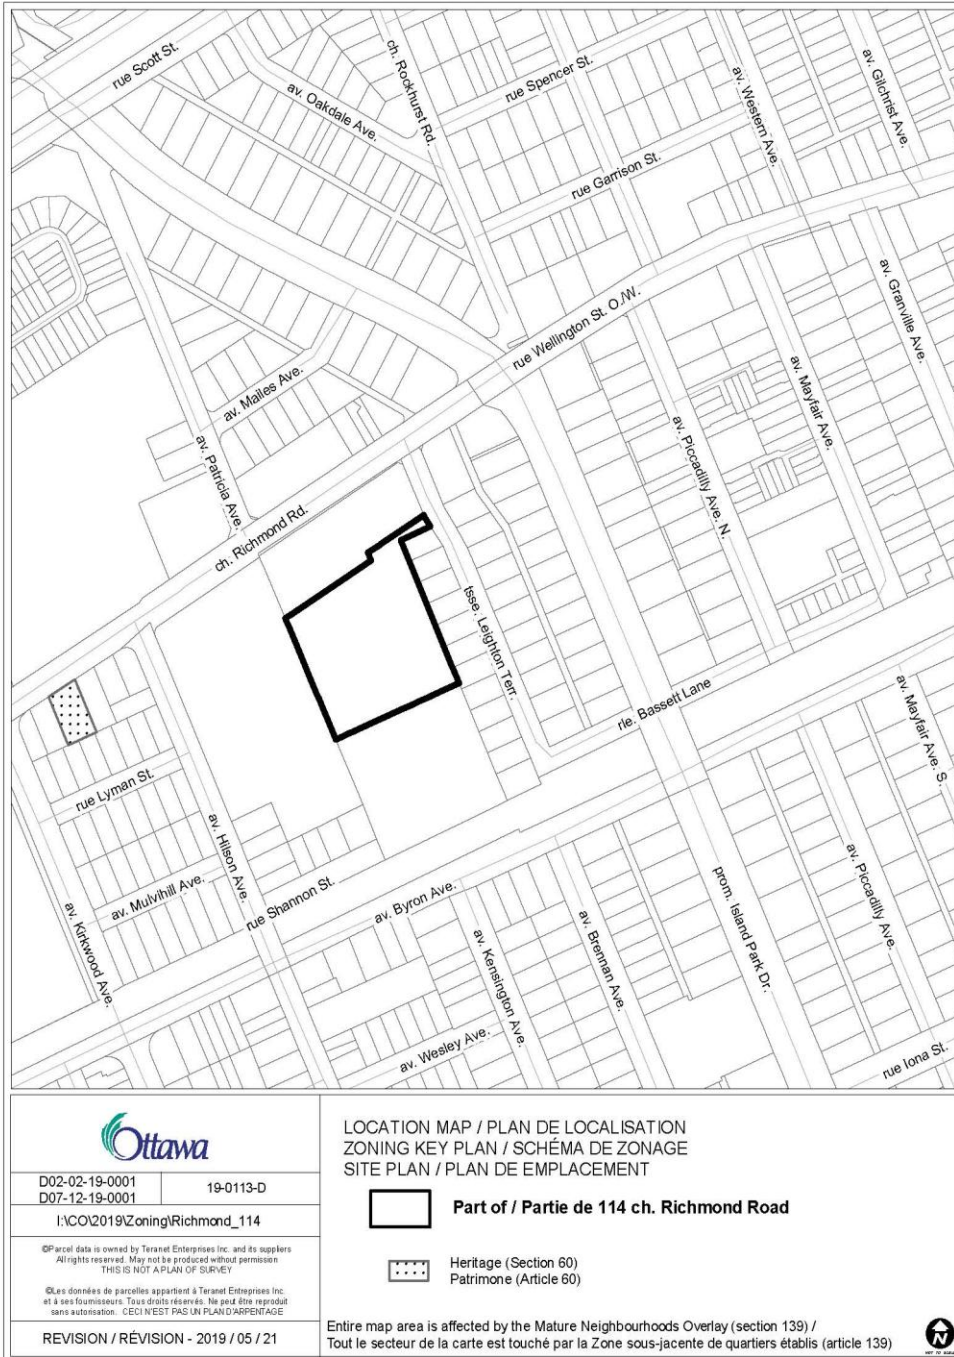 rue Scott St.
av. Oakdale Ave.
ch. Rockhurst Rd.
rue Spencer St.
av. Western Ave.
av. Gilchrist Ave.
rue Garrison St.
rue Wellington St. O./W.
av. Granville Ave.
av. Mayfair Ave.
av. Mailes Ave.
av. Patricia Ave.
av. Piccadilly Ave. N.
ch. Richmond Rd.
tsse. Leighton Terr.
rle. Bassett Lane
av. Mayfair Ave. S.
rue Lyman St.
av. Hilson Ave.
av. Mulvihill Ave.
rue Shannon St.
av. Byron Ave.
av. Kirkwood Ave.
av. Kensington Ave.
av. Brennan Ave.
prom. Island Park Dr.
av. Piccadilly Ave.
av. Wesley Ave.
rue Iona St.
Ottawa
D02-02-19-0001
D07-12-19-0001
19-0113-D
I:\CO\2019\Zoning\Richmond_114
©Parcel data is owned by Teranet Enterprises Inc. and its suppliers
All rights reserved. May not be produced without permission
THIS IS NOT A PLAN OF SURVEY
©Les données de parcelles appartient à Teranet Entreprises Inc.
et à ses fournisseurs. Tous droits réservés. Ne peut être reproduit
sans autorisation. CECI N'EST PAS UN PLAN D'ARPENTAGE
REVISION / RÉVISION - 2019 / 05 / 21
LOCATION MAP / PLAN DE LOCALISATION
ZONING KEY PLAN / SCHÉMA DE ZONAGE
SITE PLAN / PLAN DE EMPLACEMENT
Part of / Partie de 114 ch. Richmond Road
Heritage (Section 60)
Patrimone (Article 60)
Entire map area is affected by the Mature Neighbourhoods Overlay (section 139) /
Tout le secteur de la carte est touché par la Zone sous-jacente de quartiers établis (article 139)
N
NOT TO SCALE